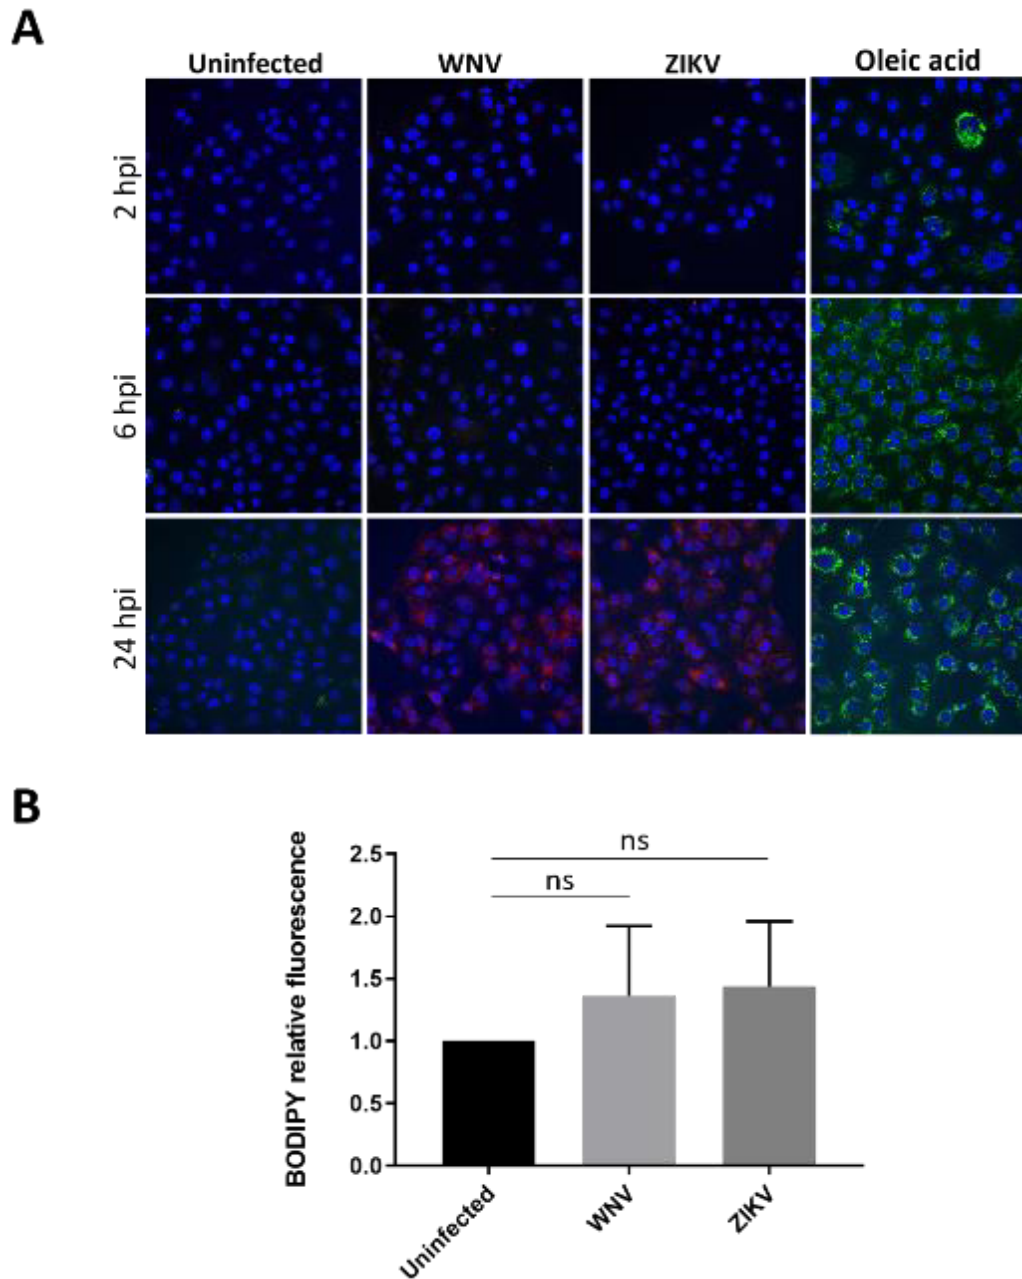 A
Uninfected WNV ZIKV Oleic acid
2 hpi
6 hpi
24 hpi
B
BODIPY relative fluorescence
2.5
2.0
1.5
1.0
0.5
0.0
ns
ns
Uninfected WNV ZIKV